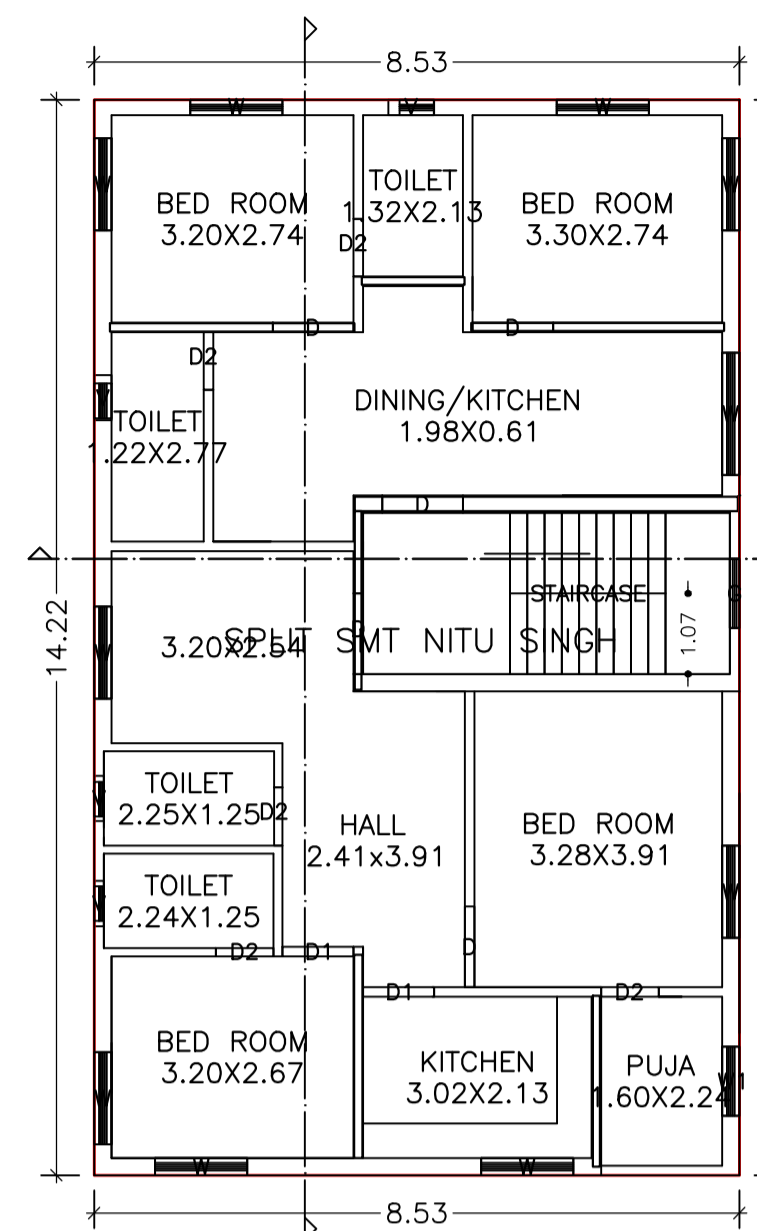 8.53
W
V
W
W
W
BED ROOM
3.20X2.74
TOILET
1.32X2.13
BED ROOM
3.30X2.74
D2
D
D
D2
V
W
TOILET
1.22X2.77
DINING/KITCHEN
1.98X0.61
D
STAIRCASE
G
1.07
14.22
W
3.20X2.54
SPLIT SMT NITU SINGH
TOILET
2.25X1.25
D2
V
HALL
2.41x3.91
BED ROOM
3.28X3.91
W
TOILET
2.24X1.25
V
D2
D1
D
D1
D2
BED ROOM
3.20X2.67
KITCHEN
3.02X2.13
PUJA
1.60X2.24
W1
W
W
W
8.53